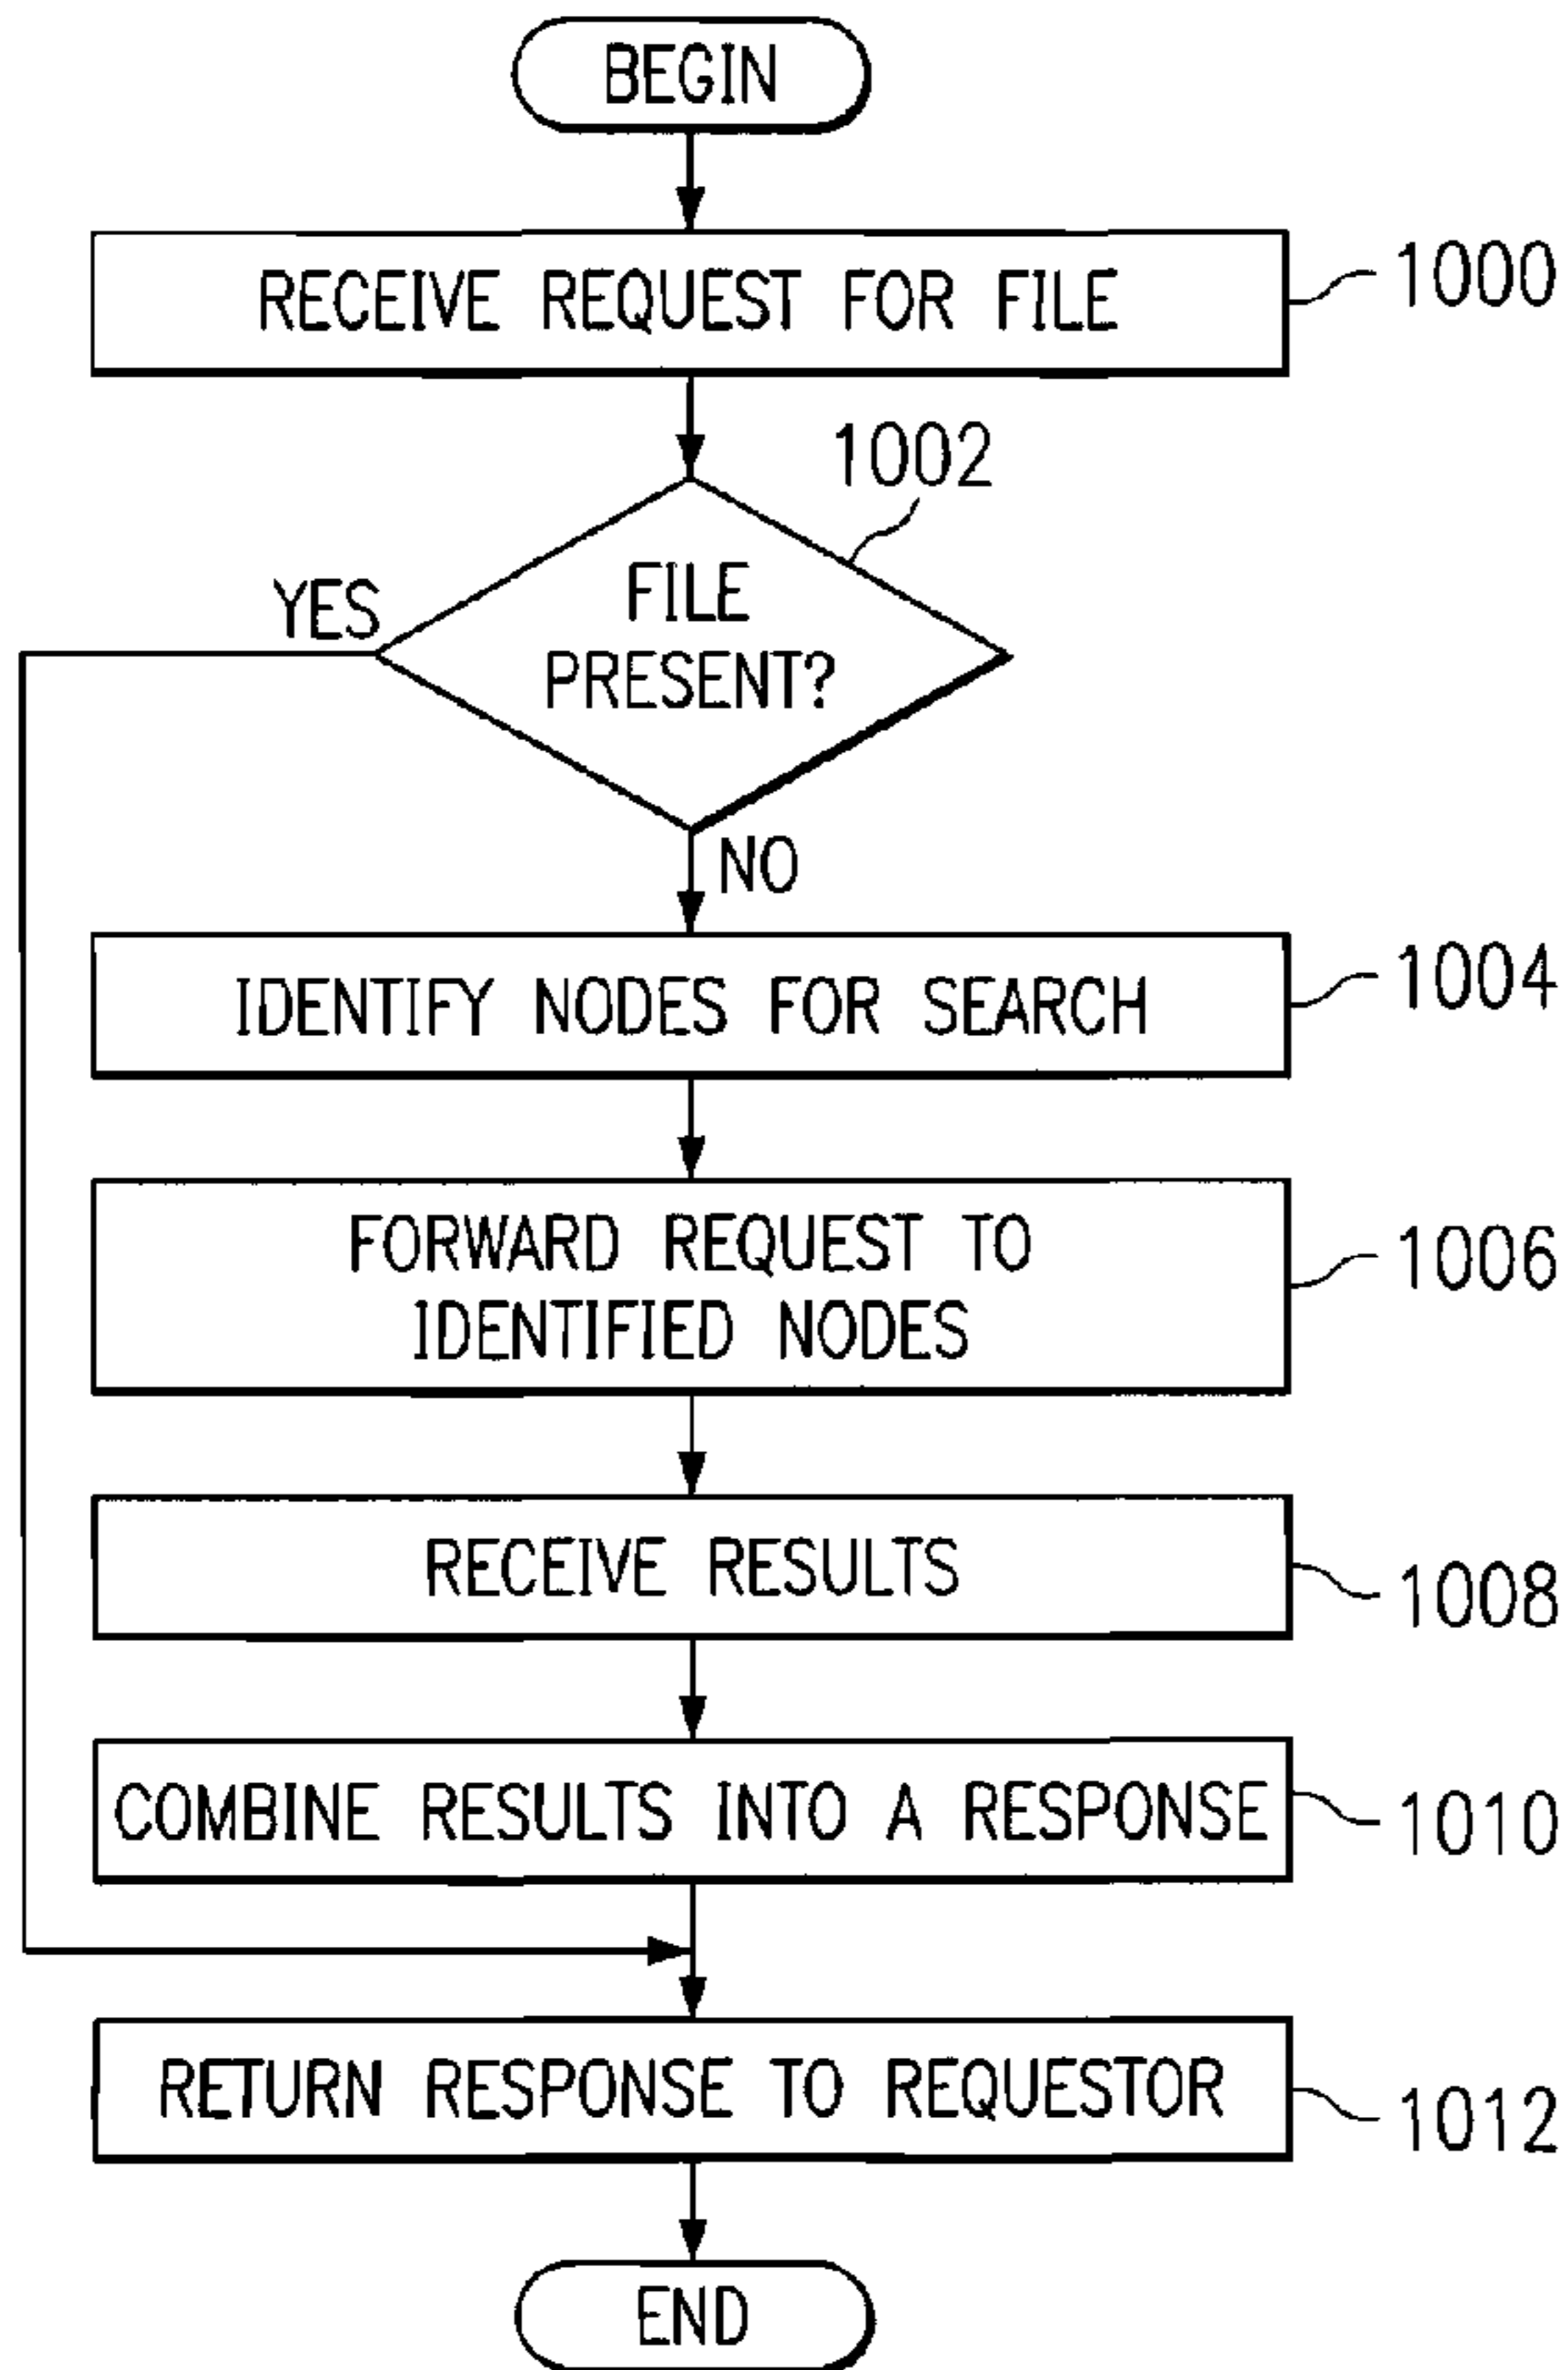 BEGIN
RECEIVE REQUEST FOR FILE
1000
1002
FILE
PRESENT?
YES
NO
IDENTIFY NODES FOR SEARCH
1004
FORWARD REQUEST TO
IDENTIFIED NODES
1006
RECEIVE RESULTS
1008
COMBINE RESULTS INTO A RESPONSE
1010
RETURN RESPONSE TO REQUESTOR
1012
END